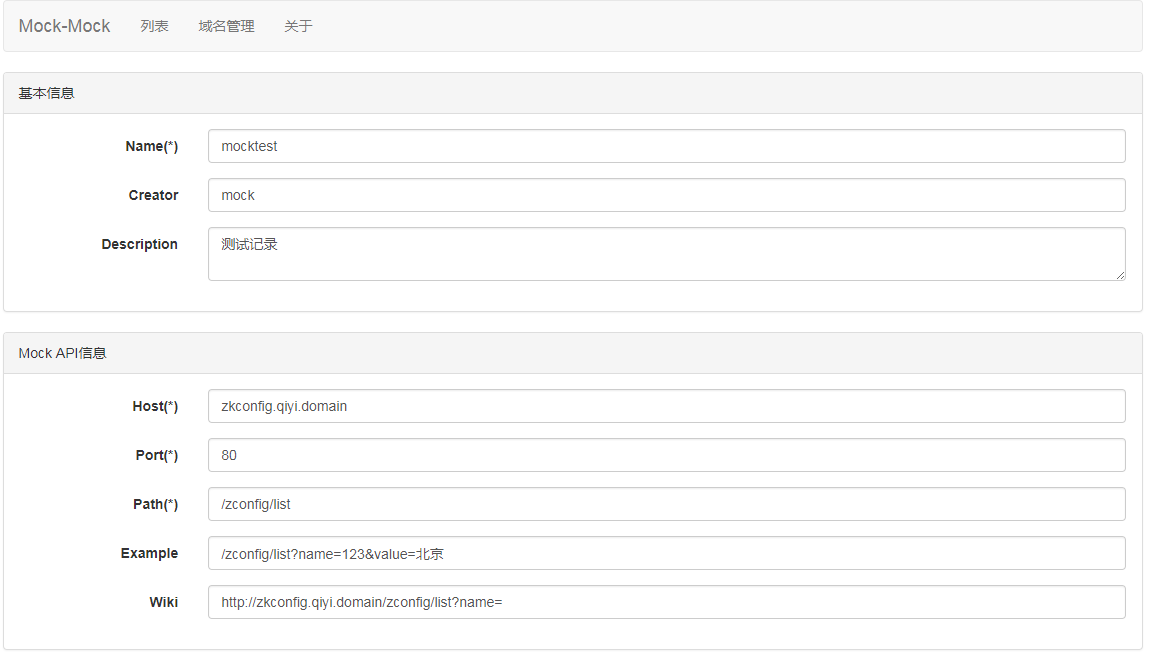 Mock-Mock 列表 域名管理 关于
基本信息
Name(*) mocktest
Creator mock
Description 测试记录
Mock API信息
Host(*) zkconfig.qiyi.domain
Port(*) 80
Path(*) /zconfig/list
Example /zconfig/list?name=123&value=北京
Wiki http://zkconfig.qiyi.domain/zconfig/list?name=